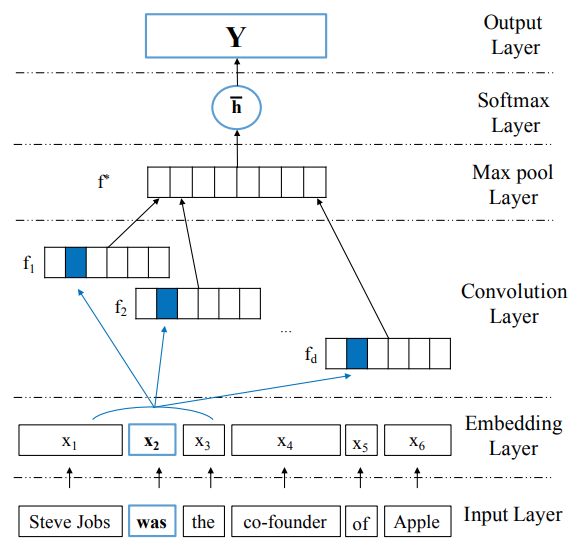 Y
Output
Layer
h̅
Softmax
Layer
f*
Max pool
Layer
f1
f2
...
fd
Convolution
Layer
x1 x2 x3 x4 x5 x6
Embedding
Layer
Steve Jobs was the co-founder of Apple
Input Layer